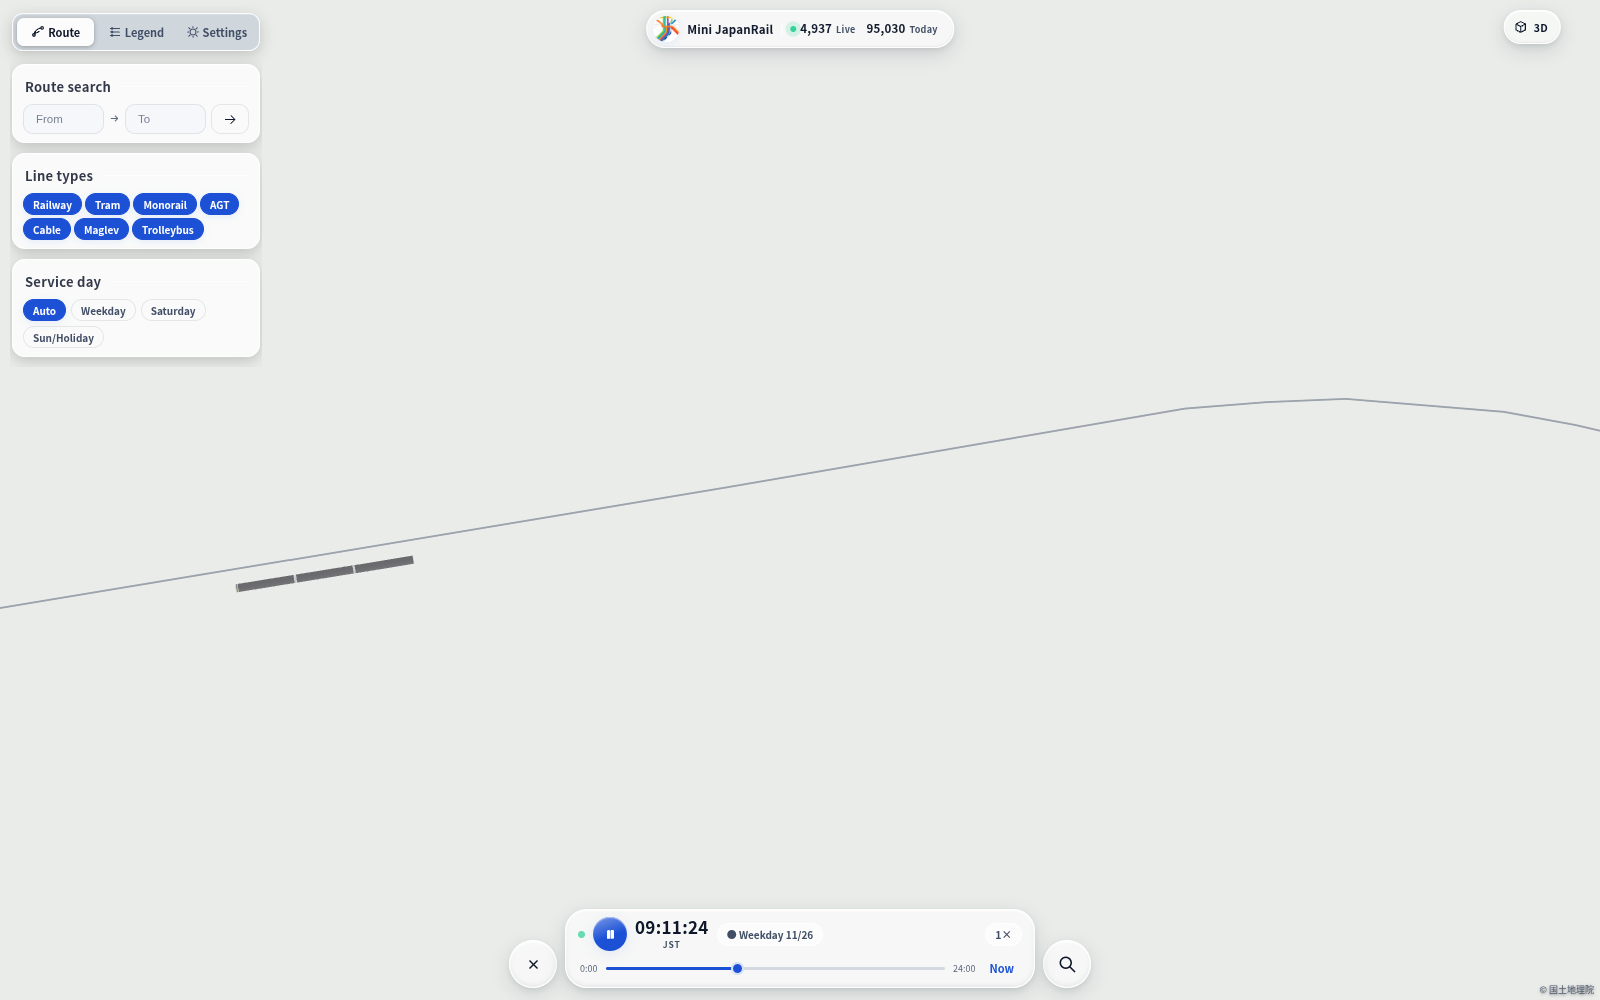 Route Legend Settings
Mini JapanRail 4,937 Live 95,030 Today
3D
Route search
From → To →
Line types
Railway Tram Monorail AGT
Cable Maglev Trolleybus
Service day
Auto Weekday Saturday
Sun/Holiday
09:11:24
JST
Weekday 11/26
1×
0:00 24:00 Now
© 国土地理院